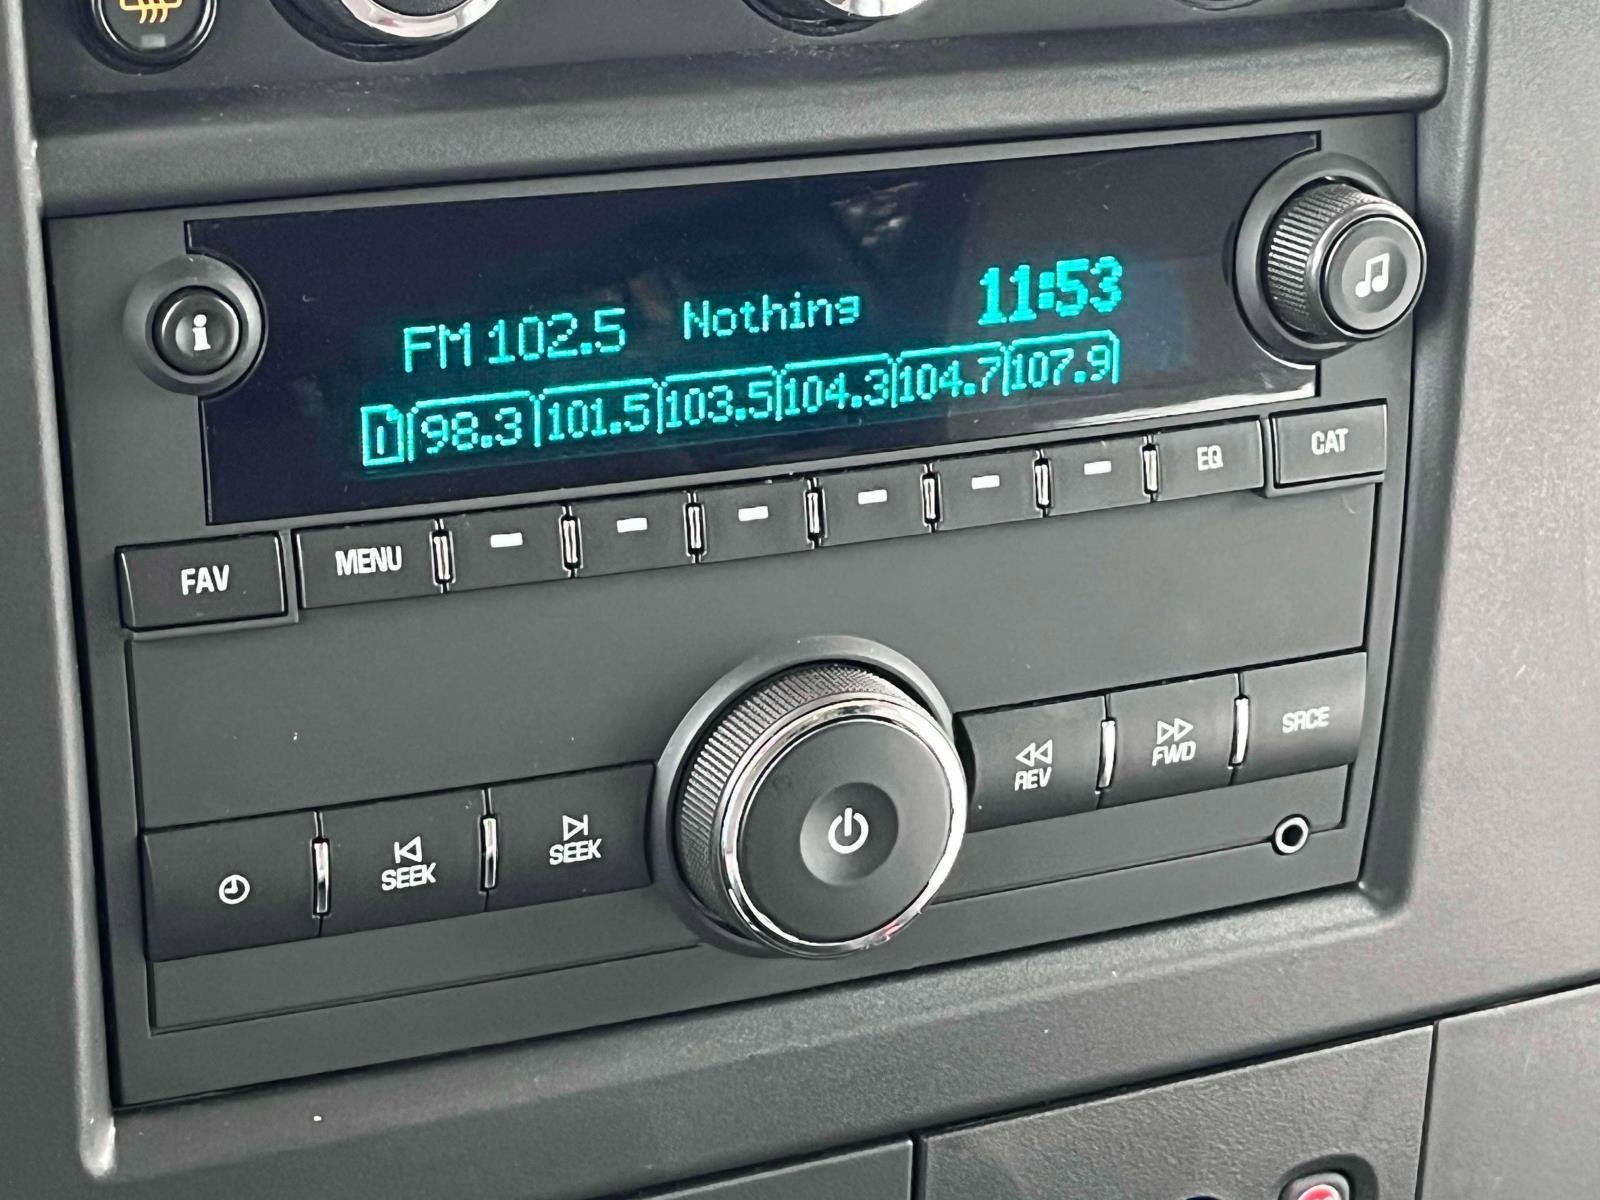 FM 102.5 Nothing 11:53
1 98.3 101.5 103.5 104.3 104.7 107.9
FAV MENU EQ CAT
SEEK SEEK REV FWD SRCE